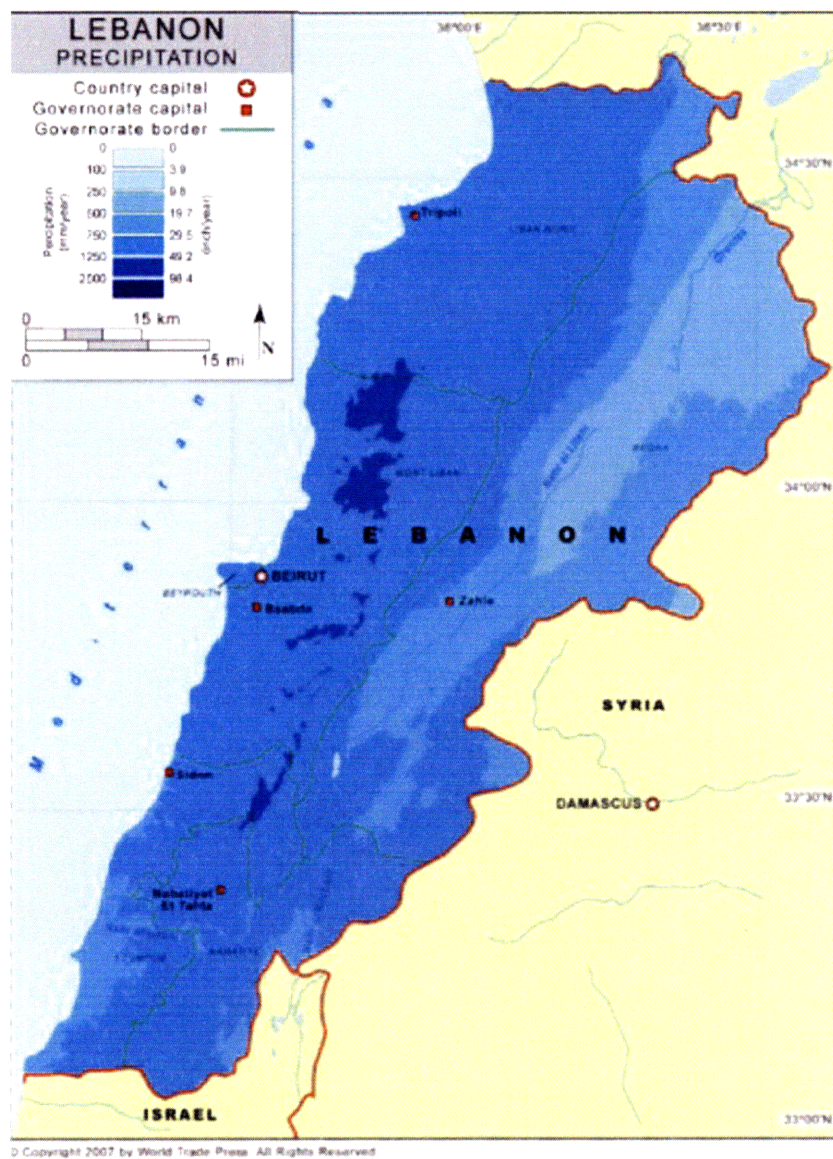 LEBANON
PRECIPITATION
Country capital
Governorate capital
Governorate border
0 0
100 3.9
250 9.8
500 19.7
750 29.5
1250 49.2
2500 98.4
(mm/year)
(inch/year)
0 15 km
N
0 15 mi
36°00'E
36°30'E
34°30'N
34°00'N
33°30'N
33°00'N
Tripoli
MONT LIBAN
LEBANON
BEIRUT
BEYROUTH
Zahle
SYRIA
Sidon
DAMASCUS
Nabatiyet
Et Tahta
ISRAEL
© Copyright 2007 by World Trade Press. All Rights Reserved